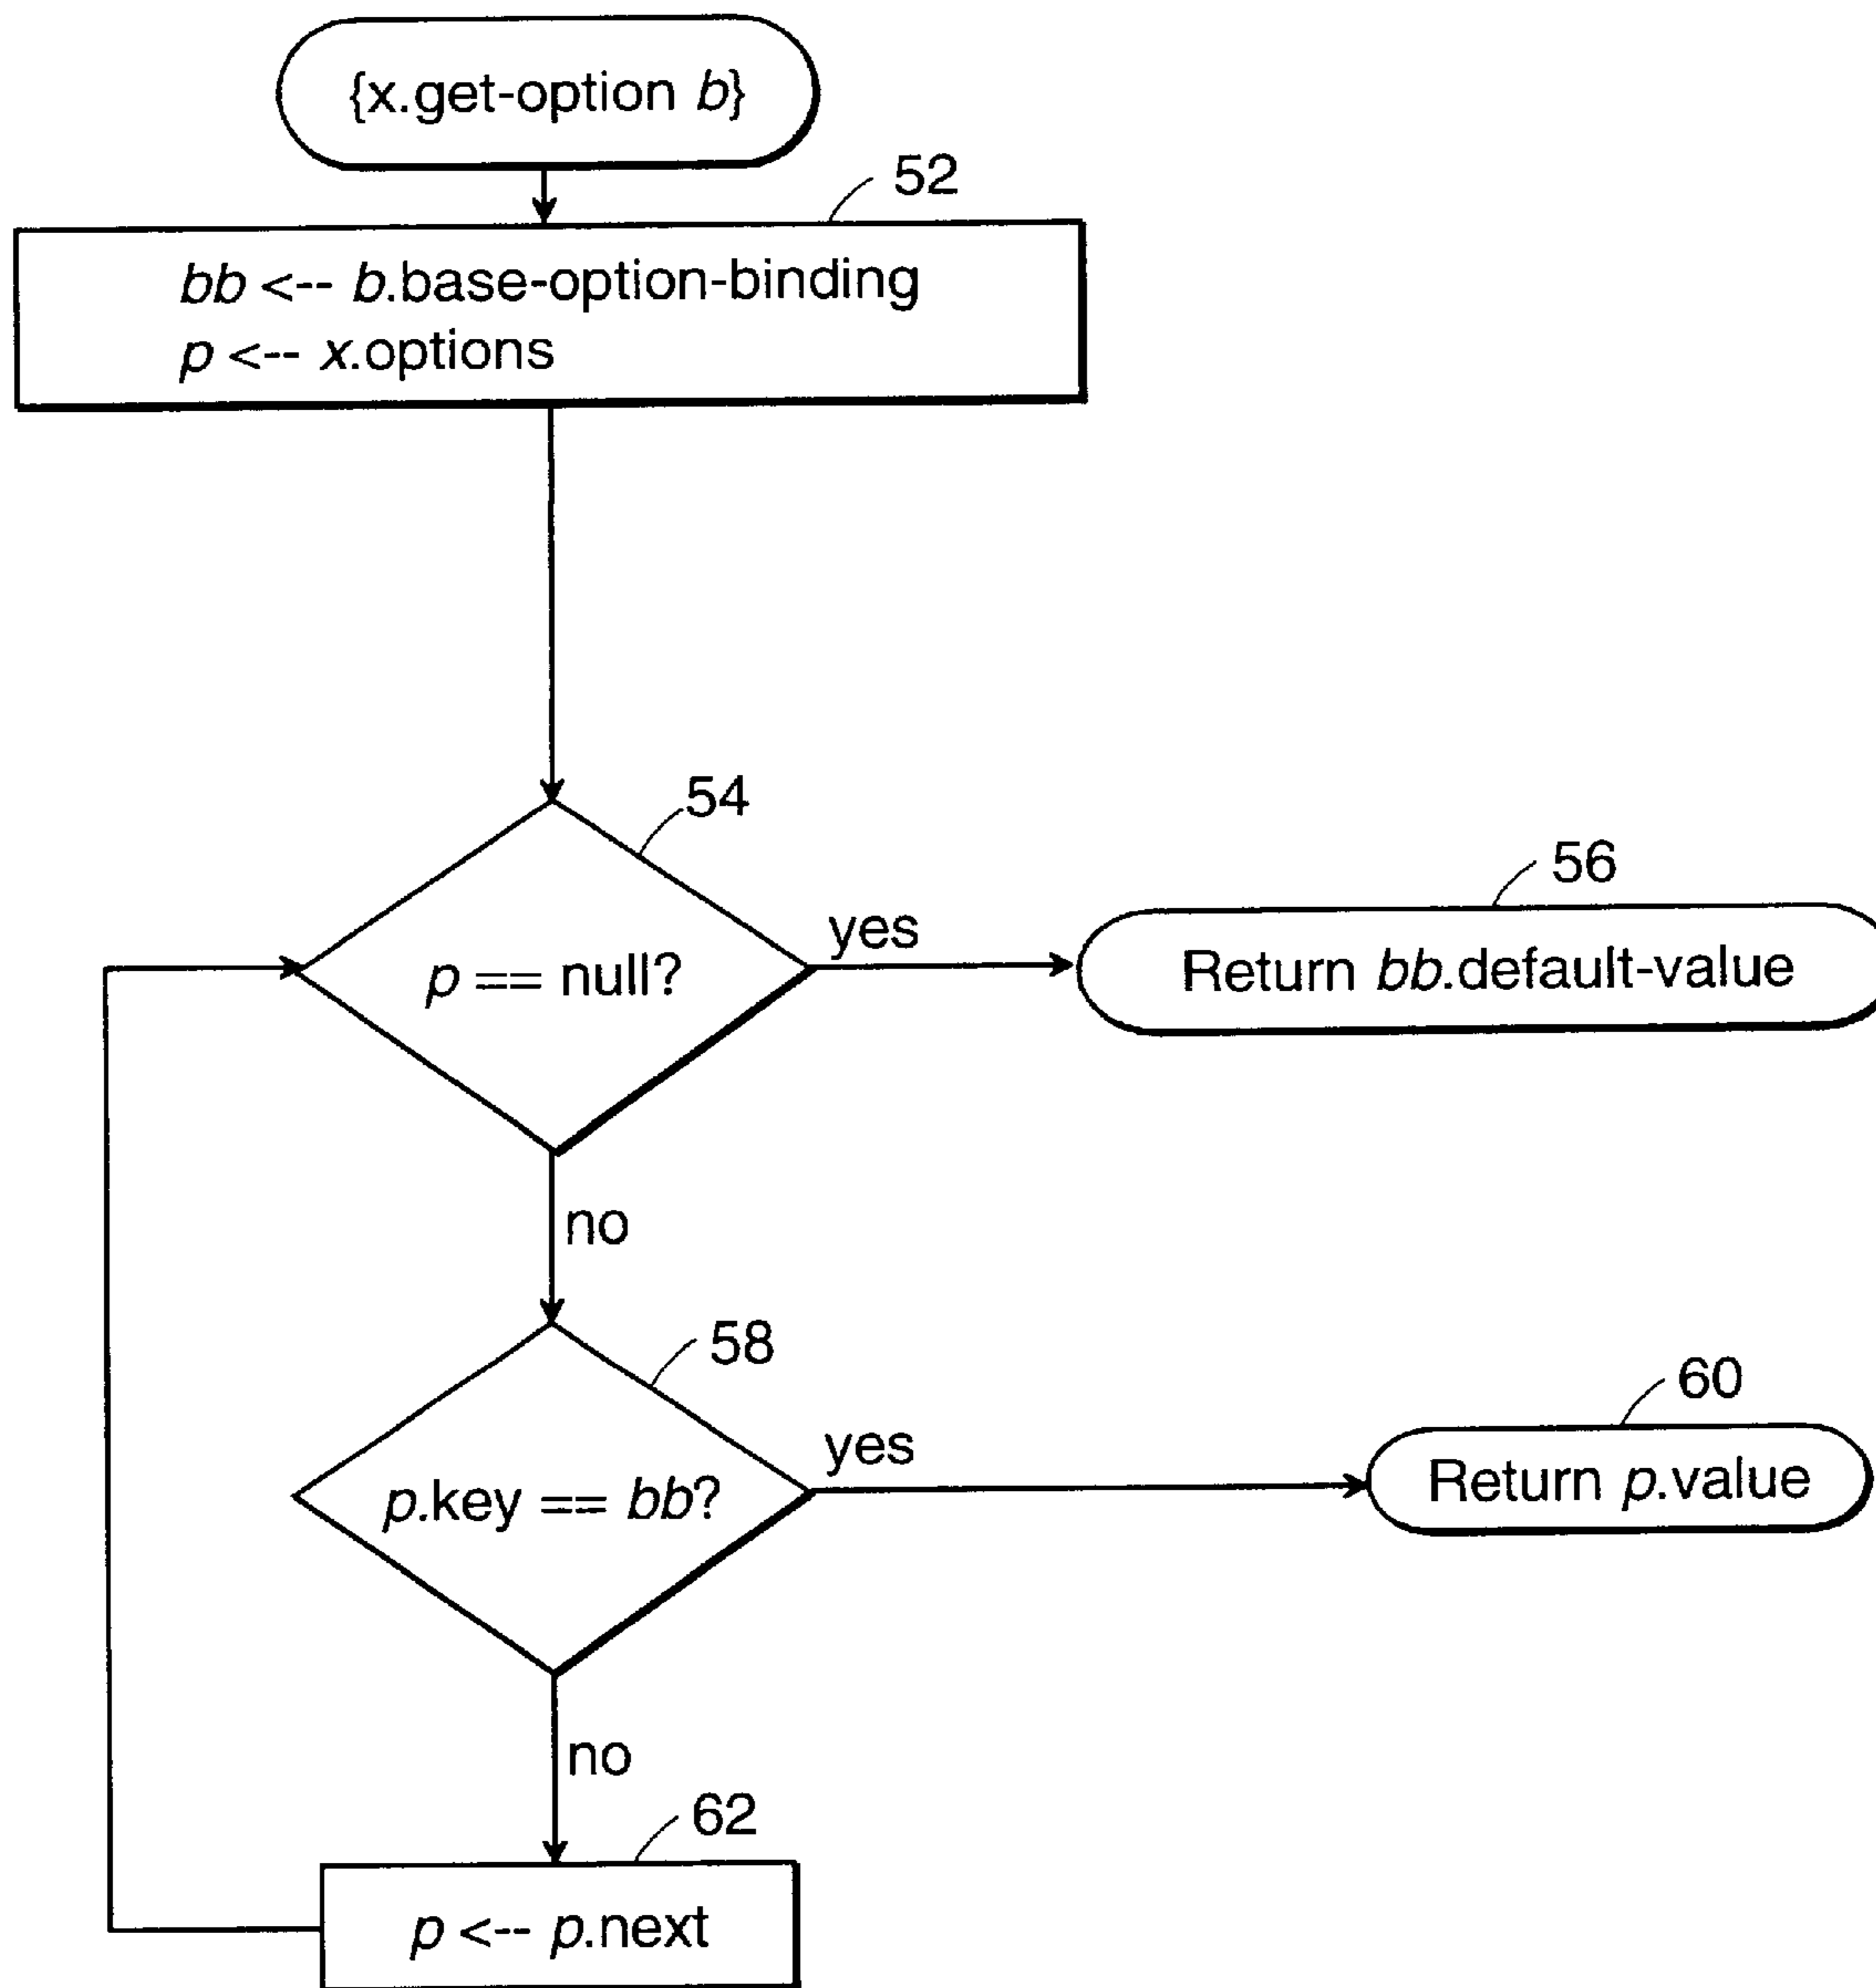 {x.get-option b}
52
bb <-- b.base-option-binding
p <-- x.options
54
p == null?
yes
56
Return bb.default-value
no
58
p.key == bb?
yes
60
Return p.value
no
62
p <-- p.next